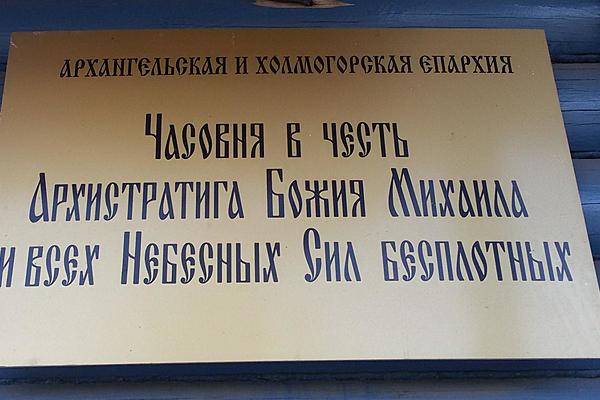 АРХАНГЕЛЬСКАЯ И ХОЛМОГОРСКАЯ ЕПАРХИЯ
Часовня в честь
Архистратига Божия Михаила
и всех Небесных Сил бесплотных